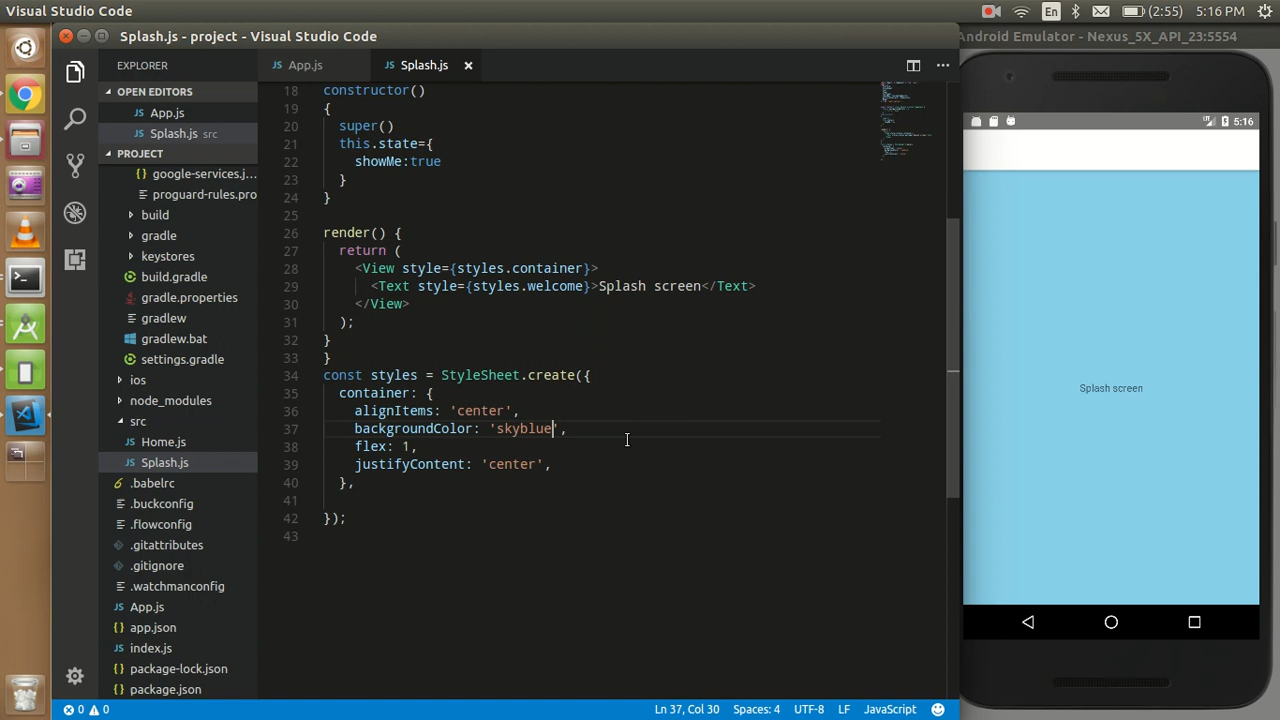 Visual Studio Code
En
(2:55)
5:16 PM
Splash.js - project - Visual Studio Code
Android Emulator - Nexus_5X_API_23:5554
EXPLORER
App.js
Splash.js
OPEN EDITORS
App.js
Splash.js src
PROJECT
google-services.j...
proguard-rules.pro
build
gradle
keystores
build.gradle
gradle.properties
gradlew
gradlew.bat
settings.gradle
ios
node_modules
src
Home.js
Splash.js
.babelrc
.buckconfig
.flowconfig
.gitattributes
.gitignore
.watchmanconfig
App.js
app.json
index.js
package-lock.json
package.json
18 constructor()
19 {
20 super()
21 this.state={
22 showMe:true
23 }
24 }
25
26 render() {
27 return (
28 <View style={styles.container}>
29 <Text style={styles.welcome}>Splash screen</Text>
30 </View>
31 );
32 }
33 }
34 const styles = StyleSheet.create({
35 container: {
36 alignItems: 'center',
37 backgroundColor: 'skyblue',
38 flex: 1,
39 justifyContent: 'center',
40 },
41
42 });
43
5:16
Splash screen
0 0
Ln 37, Col 30
Spaces: 4
UTF-8
LF
JavaScript